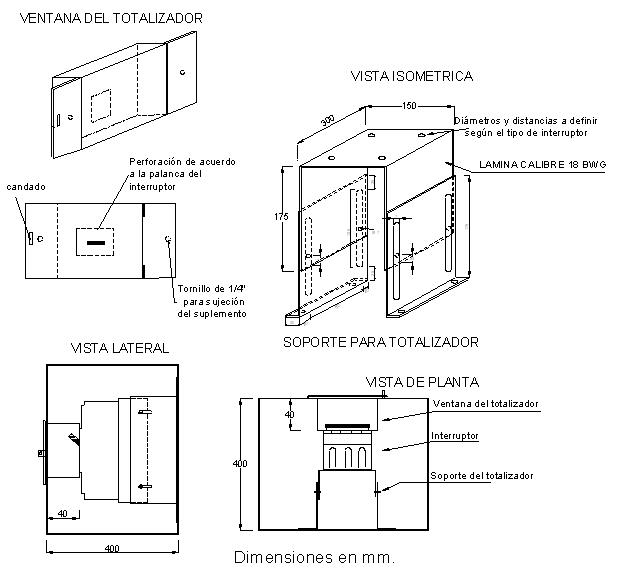 VENTANA DEL TOTALIZADOR
VISTA ISOMETRICA
300
150
Diámetros y distancias a definir
según el tipo de interruptor
LAMINA CALIBRE 18 BWG
175
Perforación de acuerdo
a la palanca del
interruptor
candado
Tornillo de 1/4"
para sujeción
del suplemento
SOPORTE PARA TOTALIZADOR
VISTA LATERAL
40
400
VISTA DE PLANTA
40
400
Ventana del totalizador
Interruptor
Soporte del totalizador
Dimensiones en mm.